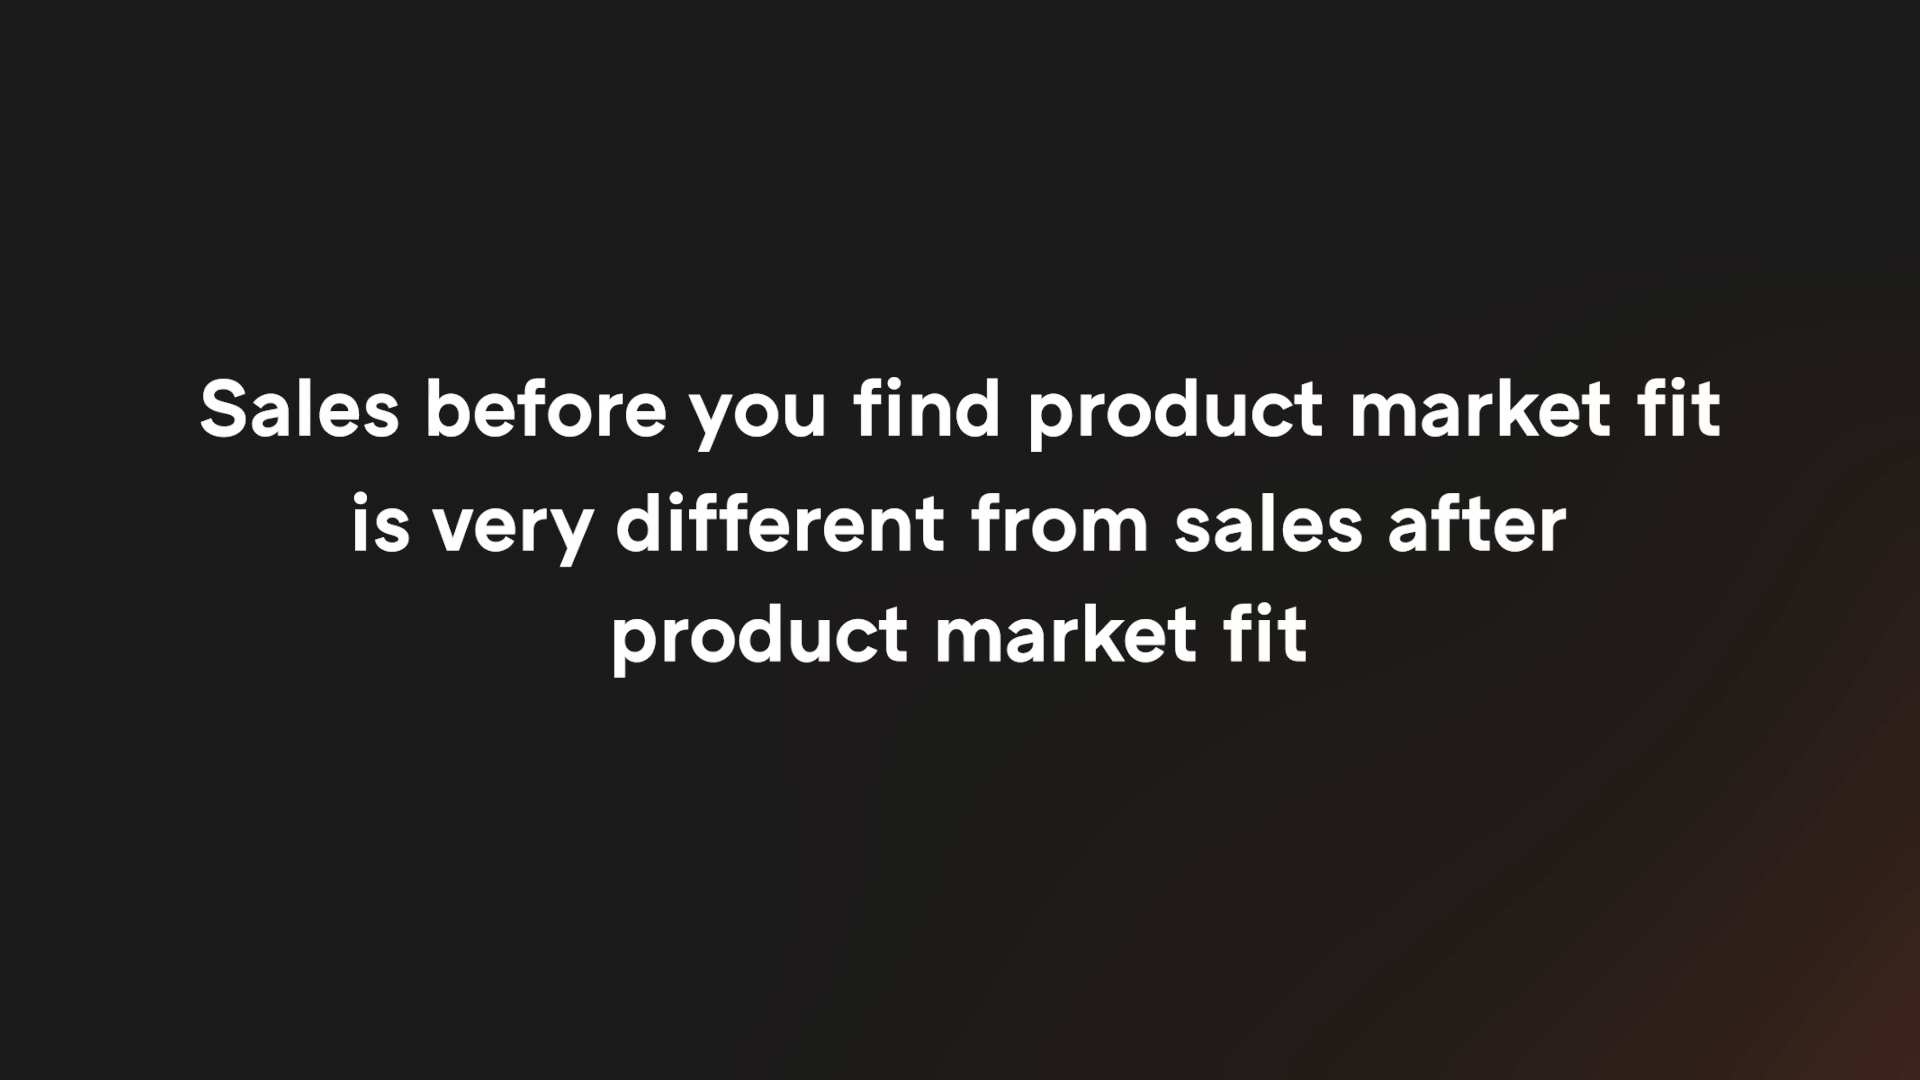 Sales before you find product market fit
is very different from sales after
product market fit